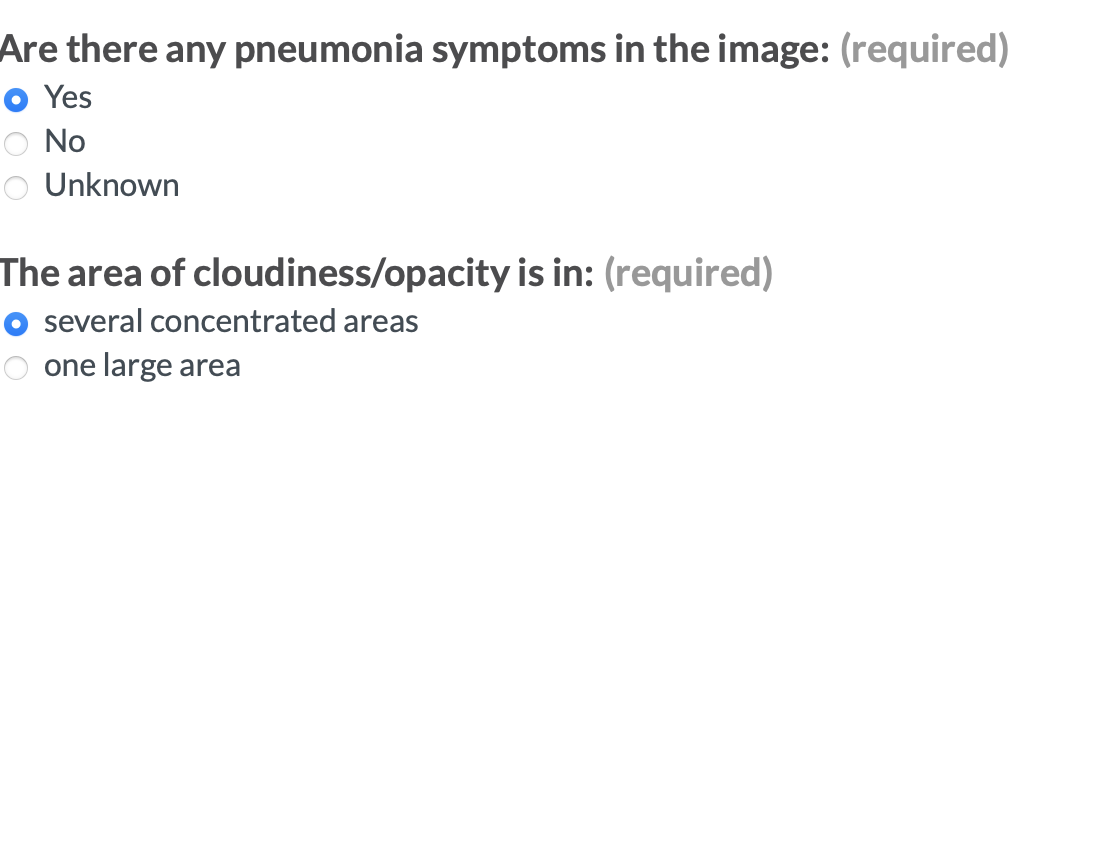 Are there any pneumonia symptoms in the image: (required)
Yes
No
Unknown
The area of cloudiness/opacity is in: (required)
several concentrated areas
one large area